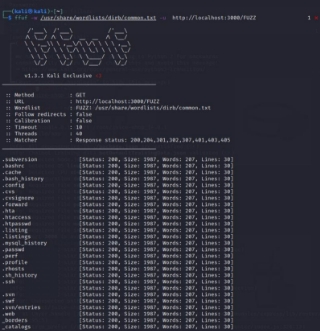 (kali㉿kali)-[~]
$ ffuf -w /usr/share/wordlists/dirb/common.txt -u http://localhost:3000/FUZZ
v1.3.1 Kali Exclusive
:: Method : GET
:: URL : http://localhost:3000/FUZZ
:: Wordlist : FUZZ: /usr/share/wordlists/dirb/common.txt
:: Follow redirects : false
:: Calibration : false
:: Timeout : 10
:: Threads : 40
:: Matcher : Response status: 200,204,301,302,307,401,403,405
.subversion [Status: 200, Size: 1987, Words: 207, Lines: 30]
.bashrc [Status: 200, Size: 1987, Words: 207, Lines: 30]
.cache [Status: 200, Size: 1987, Words: 207, Lines: 30]
.bash_history [Status: 200, Size: 1987, Words: 207, Lines: 30]
.config [Status: 200, Size: 1987, Words: 207, Lines: 30]
.cvs [Status: 200, Size: 1987, Words: 207, Lines: 30]
.cvsignore [Status: 200, Size: 1987, Words: 207, Lines: 30]
.forward [Status: 200, Size: 1987, Words: 207, Lines: 30]
.hta [Status: 200, Size: 1987, Words: 207, Lines: 30]
.htaccess [Status: 200, Size: 1987, Words: 207, Lines: 30]
.htpasswd [Status: 200, Size: 1987, Words: 207, Lines: 30]
.listing [Status: 200, Size: 1987, Words: 207, Lines: 30]
.listings [Status: 200, Size: 1987, Words: 207, Lines: 30]
.mysql_history [Status: 200, Size: 1987, Words: 207, Lines: 30]
.passwd [Status: 200, Size: 1987, Words: 207, Lines: 30]
.perf [Status: 200, Size: 1987, Words: 207, Lines: 30]
.profile [Status: 200, Size: 1987, Words: 207, Lines: 30]
.rhosts [Status: 200, Size: 1987, Words: 207, Lines: 30]
.sh_history [Status: 200, Size: 1987, Words: 207, Lines: 30]
.ssh [Status: 200, Size: 1987, Words: 207, Lines: 30]
[Status: 200, Size: 1987, Words: 207, Lines: 30]
.svn [Status: 200, Size: 1987, Words: 207, Lines: 30]
.swf [Status: 200, Size: 1987, Words: 207, Lines: 30]
.svn/entries [Status: 200, Size: 1987, Words: 207, Lines: 30]
.web [Status: 200, Size: 1987, Words: 207, Lines: 30]
_borders [Status: 200, Size: 1987, Words: 207, Lines: 30]
_catalogs [Status: 200, Size: 1987, Words: 207, Lines: 30]